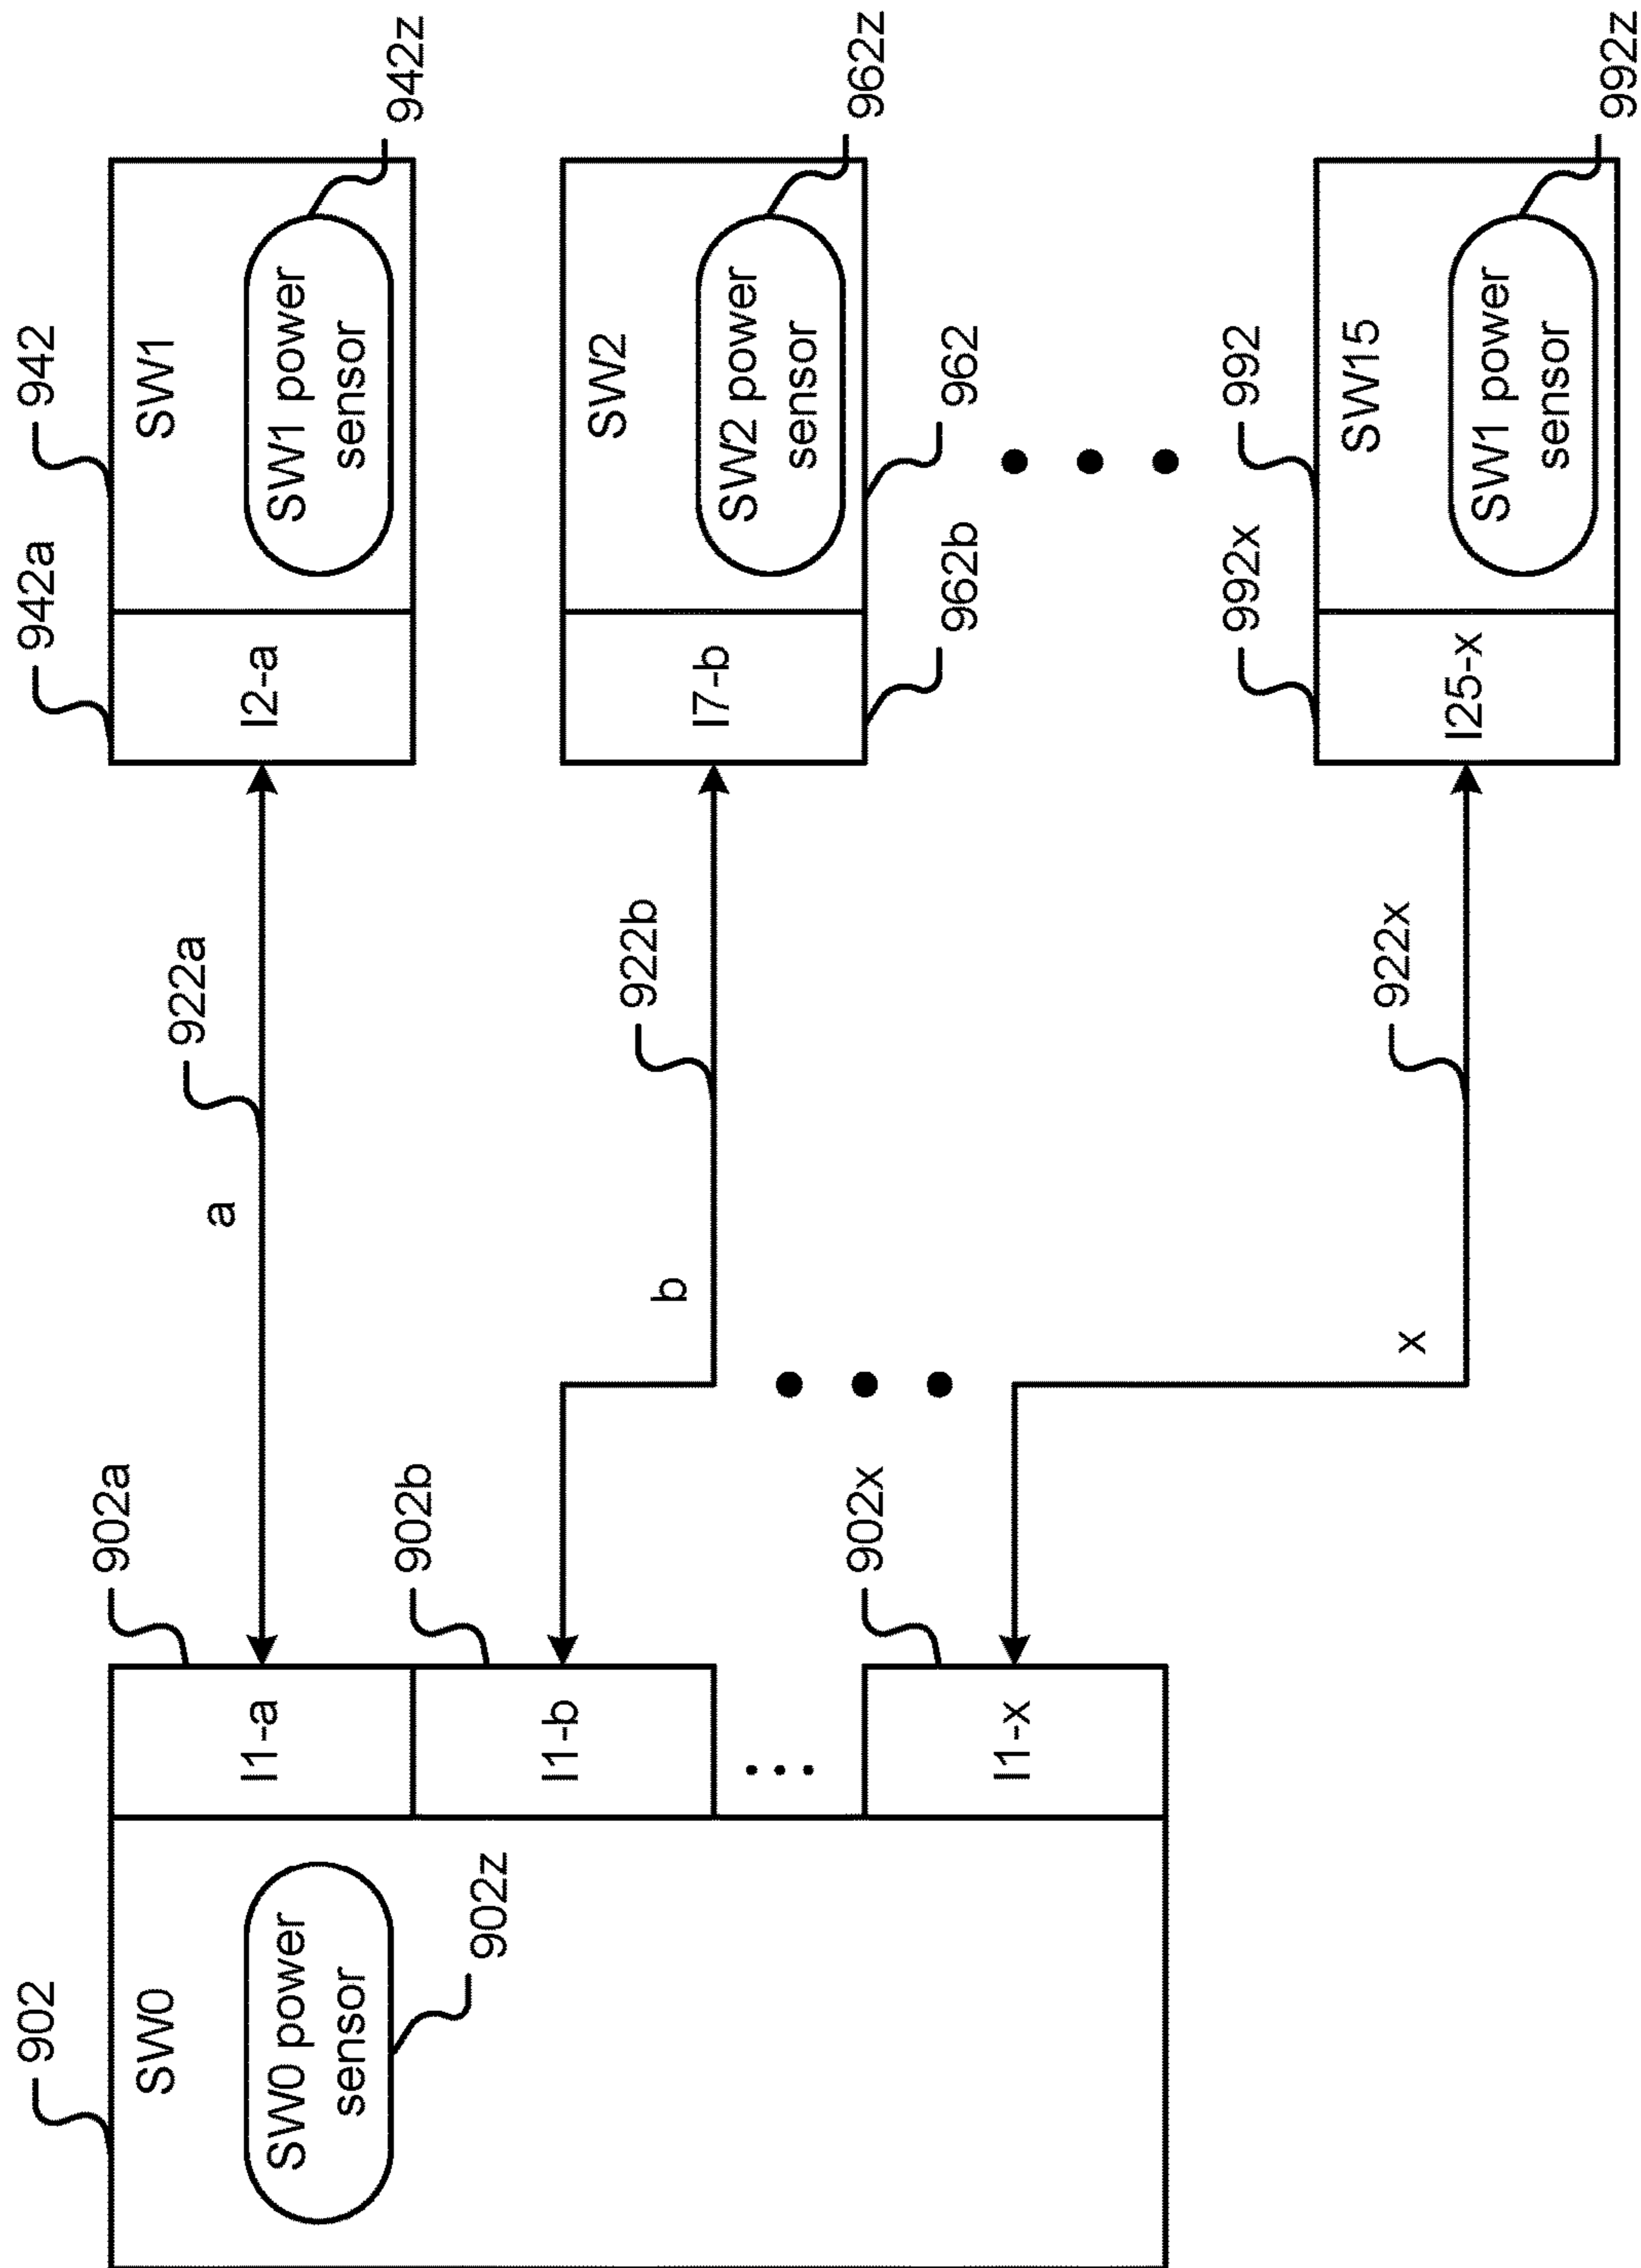 902
SW0
SW0 power
sensor
902z
I1-a
I1-b
...
I1-x
902a
902b
902x
a
922a
b
922b
x
922x
942a
942
I2-a
SW1
SW1 power
sensor
942z
I7-b
SW2
SW2 power
sensor
962z
962b
962
992x
992
I25-x
SW15
SW1 power
sensor
992z